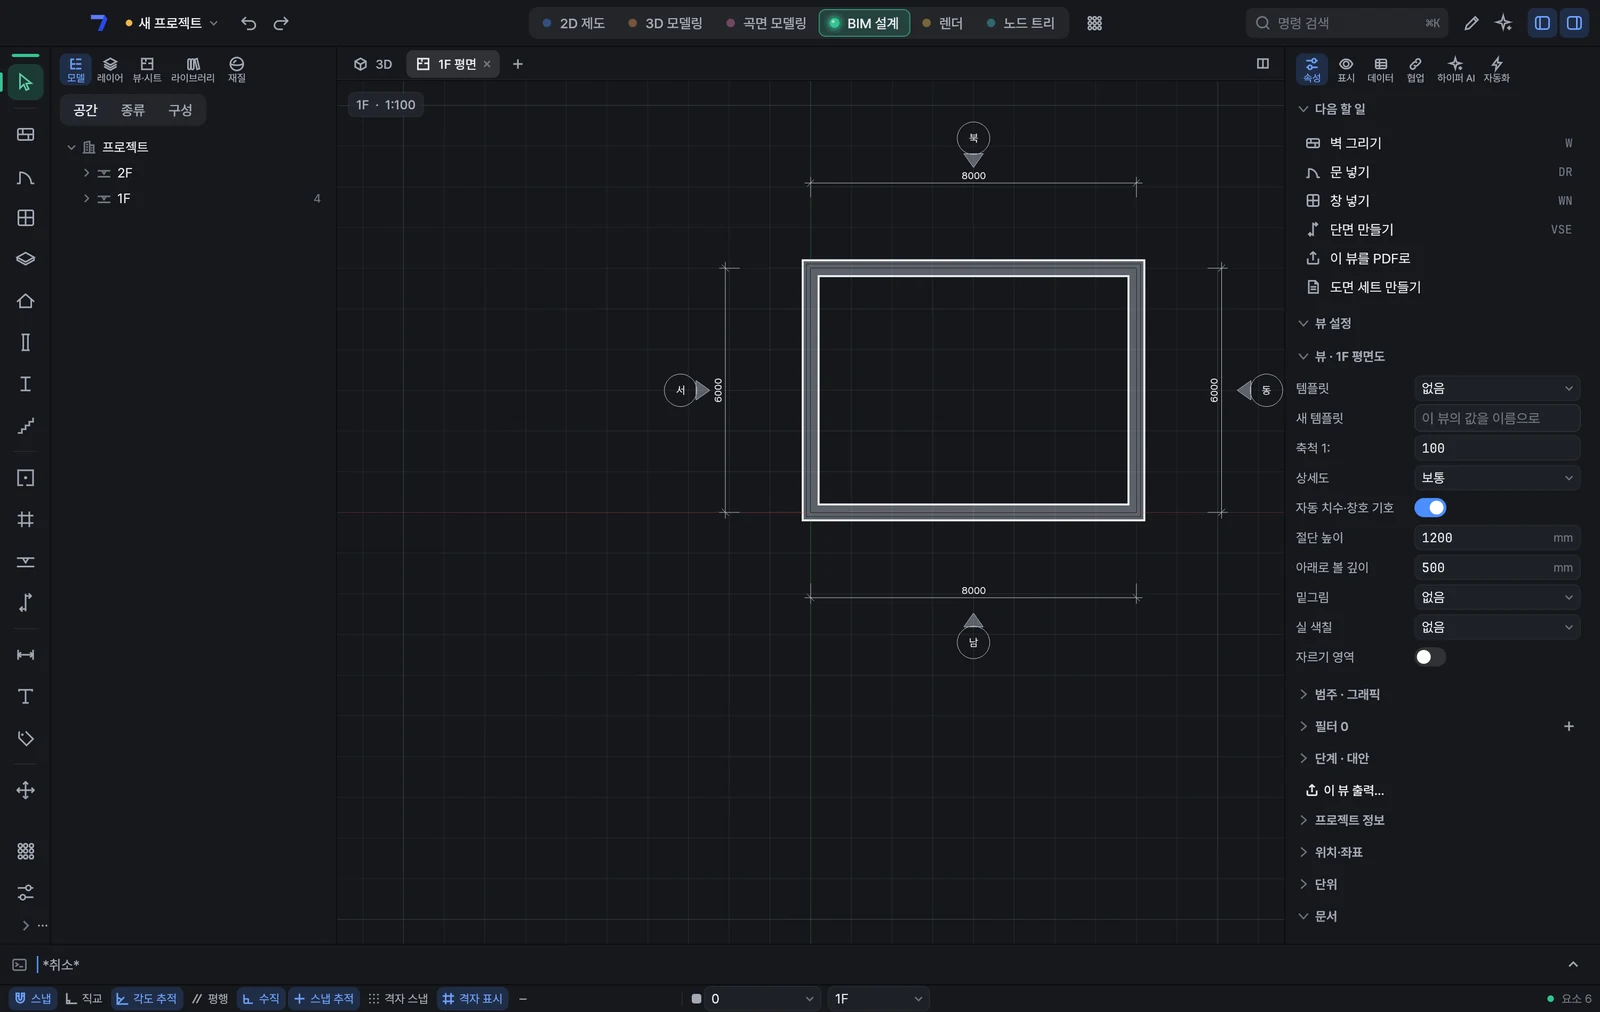 새 프로젝트
2D 제도
3D 모델링
곡면 모델링
BIM 설계
렌더
노드 트리
명령 검색
⌘K
모델
레이어
뷰·시트
라이브러리
재질
공간
종류
구성
프로젝트
2F
1F
4
3D
1F 평면
1F · 1:100
북
8000
서
6000
6000
동
8000
남
속성
표시
데이터
협업
하이퍼 AI
자동화
다음 할 일
벽 그리기 W
문 넣기 DR
창 넣기 WN
단면 만들기 VSE
이 뷰를 PDF로
도면 세트 만들기
뷰 설정
뷰 · 1F 평면도
템플릿 없음
새 템플릿 이 뷰의 값을 이름으로
축척 1: 100
상세도 보통
자동 치수·창호 기호
절단 높이 1200 mm
아래로 볼 깊이 500 mm
밑그림 없음
실 색칠 없음
자르기 영역
범주 · 그래픽
필터 0
단계 · 대안
이 뷰 출력...
프로젝트 정보
위치·좌표
단위
문서
*취소*
스냅
직교
각도 추적
평행
수직
스냅 추적
격자 스냅
격자 표시
0
1F
요소 6